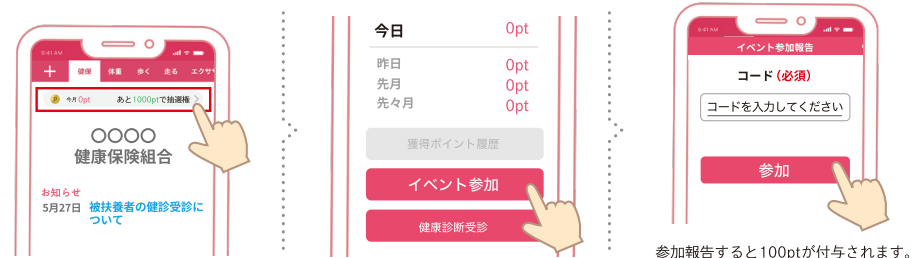 9:41 AM
健保 体重 歩く 走る エクササ
今月 0pt あと1000ptで抽選権
〇〇〇〇
健康保険組合
お知らせ
5月27日 被扶養者の健診受診に
ついて
今日 0pt
昨日 0pt
先月 0pt
先々月 0pt
獲得ポイント履歴
イベント参加
健康診断受診
9:41 AM
イベント参加報告
コード(必須)
コードを入力してください
参加
参加報告すると100ptが付与されます。